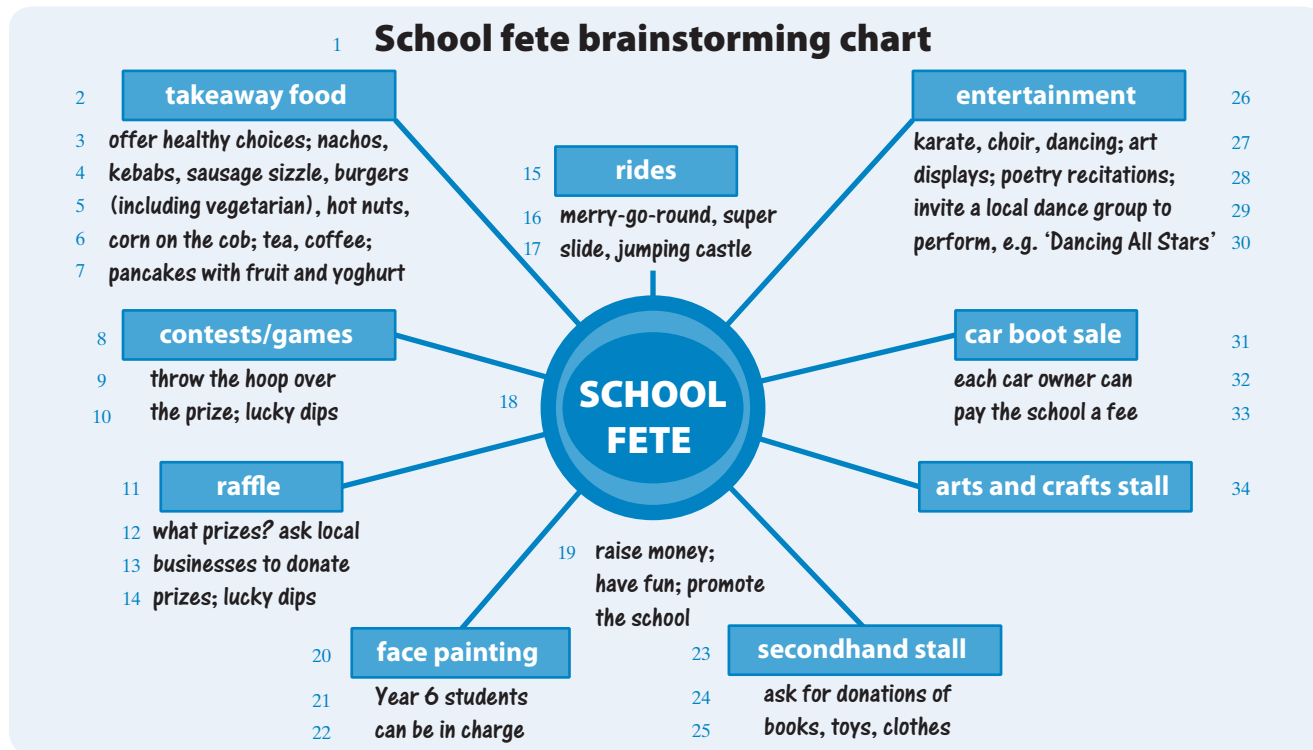 1 School fete brainstorming chart
2 takeaway food
3 offer healthy choices; nachos,
4 kebabs, sausage sizzle, burgers
5 (including vegetarian), hot nuts,
6 corn on the cob; tea, coffee;
7 pancakes with fruit and yoghurt
8 contests/games
9 throw the hoop over
10 the prize; lucky dips
11 raffle
12 what prizes? ask local
13 businesses to donate
14 prizes; lucky dips
15 rides
16 merry-go-round, super
17 slide, jumping castle
18 SCHOOL
FETE
19 raise money;
have fun; promote
the school
20 face painting
21 Year 6 students
22 can be in charge
23 secondhand stall
24 ask for donations of
25 books, toys, clothes
entertainment 26
karate, choir, dancing; art 27
displays; poetry recitations; 28
invite a local dance group to 29
perform, e.g. ‘Dancing All Stars’ 30
car boot sale 31
each car owner can 32
pay the school a fee 33
arts and crafts stall 34